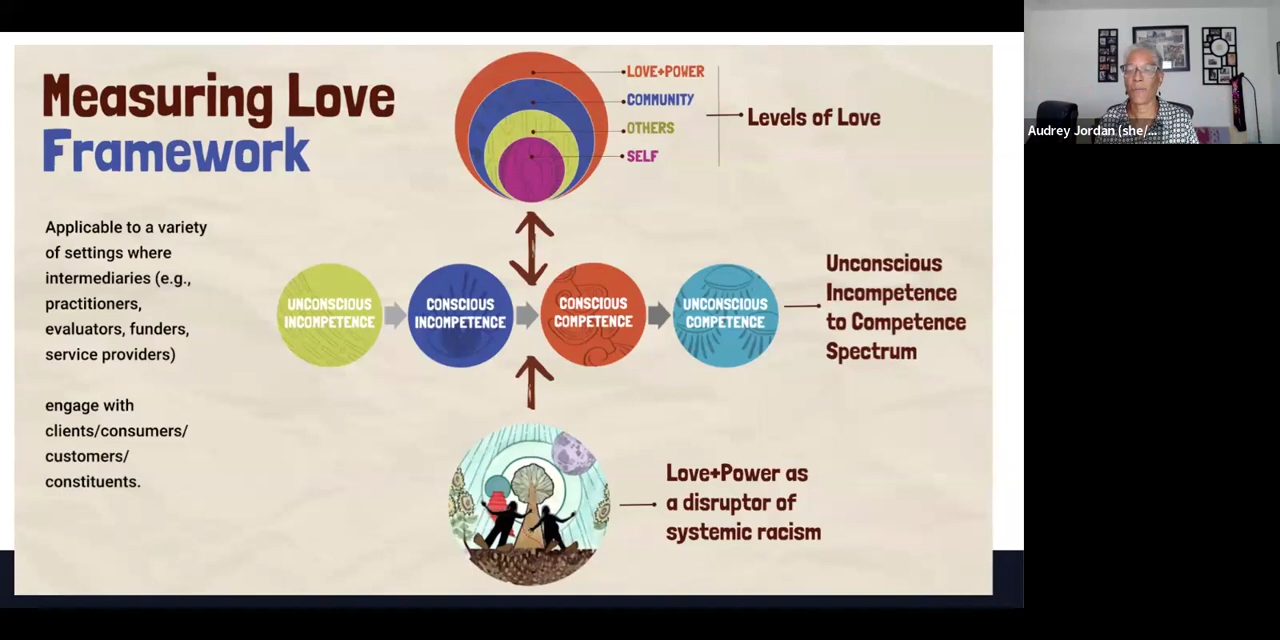 Measuring Love
Framework
Applicable to a variety
of settings where
intermediaries (e.g.,
practitioners,
evaluators, funders,
service providers)
engage with
clients/consumers/
customers/
constituents.
LOVE+POWER
COMMUNITY
OTHERS
SELF
Levels of Love
UNCONSCIOUS
INCOMPETENCE
CONSCIOUS
INCOMPETENCE
CONSCIOUS
COMPETENCE
UNCONSCIOUS
COMPETENCE
Unconscious
Incompetence
to Competence
Spectrum
Love+Power as
a disruptor of
systemic racism
Audrey Jordan (she/...